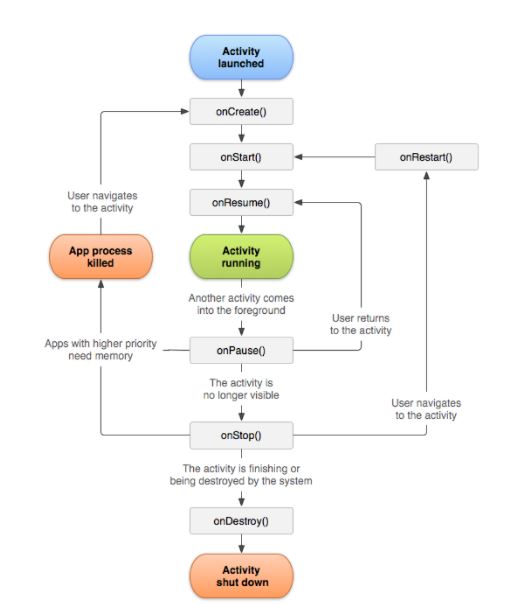 Activity
launched
onCreate()
onStart()
onRestart()
User navigates
to the activity
onResume()
App process
killed
Activity
running
Another activity comes
into the foreground
User returns
to the activity
Apps with higher priority
need memory
onPause()
The activity is
no longer visible
User navigates
to the activity
onStop()
The activity is finishing or
being destroyed by the system
onDestroy()
Activity
shut down